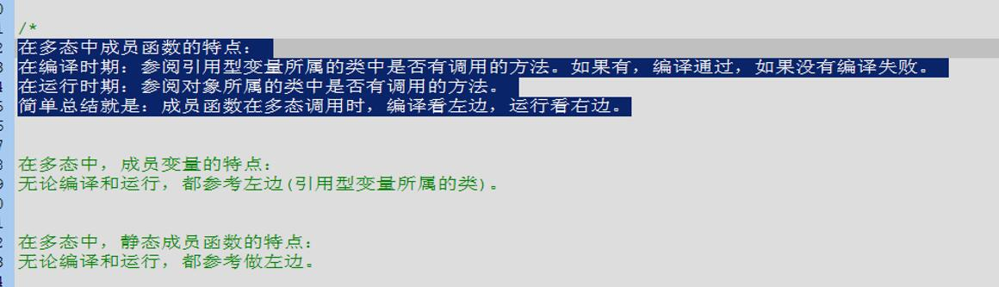 /*
在多态中成员函数的特点：
在编译时期：参阅引用型变量所属的类中是否有调用的方法。如果有，编译通过，如果没有编译失败。
在运行时期：参阅对象所属的类中是否有调用的方法。
简单总结就是：成员函数在多态调用时，编译看左边，运行看右边。
在多态中，成员变量的特点：
无论编译和运行，都参考左边(引用型变量所属的类)。
在多态中，静态成员函数的特点：
无论编译和运行，都参考做左边。